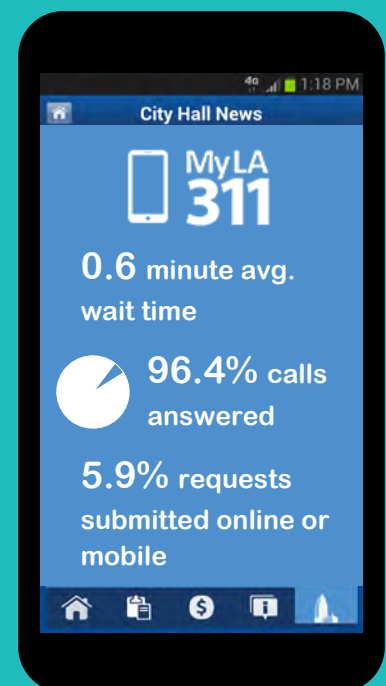 4G 1:18 PM
City Hall News
MyLA
311
0.6 minute avg.
wait time
96.4% calls
answered
5.9% requests
submitted online or
mobile